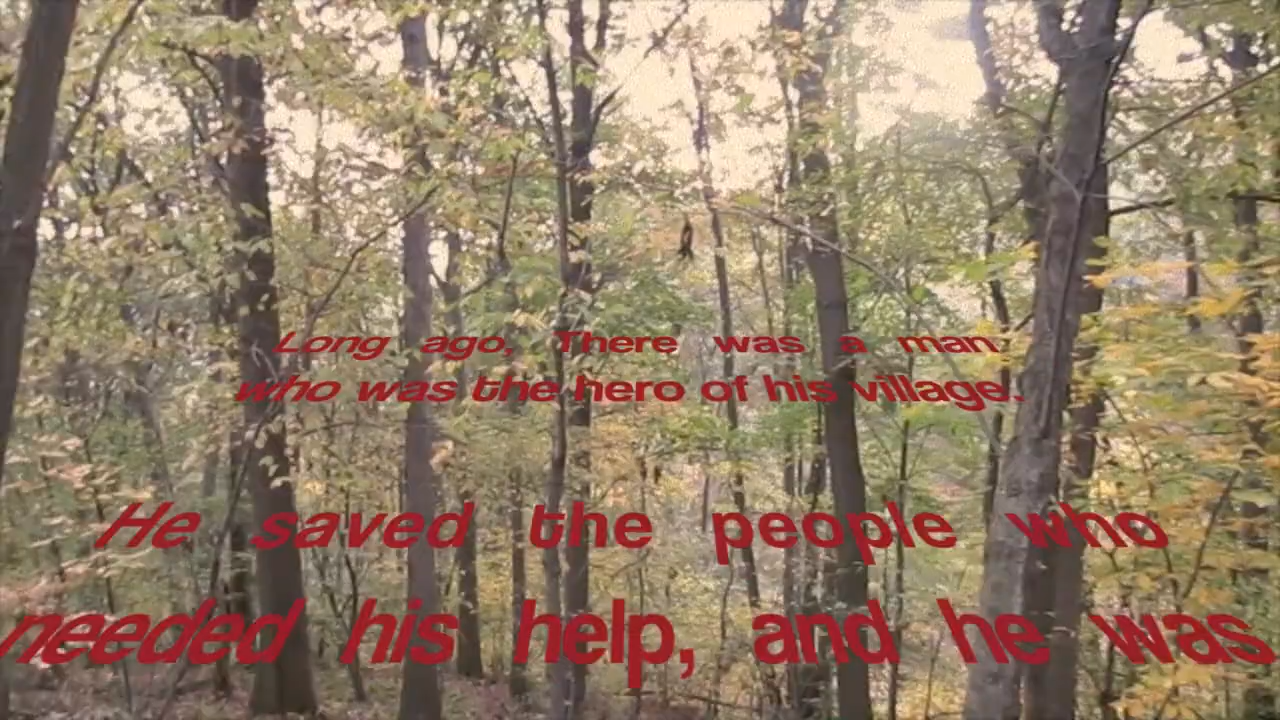 Long ago, There was a man
who was the hero of his village.
He saved the people who
needed his help, and he was